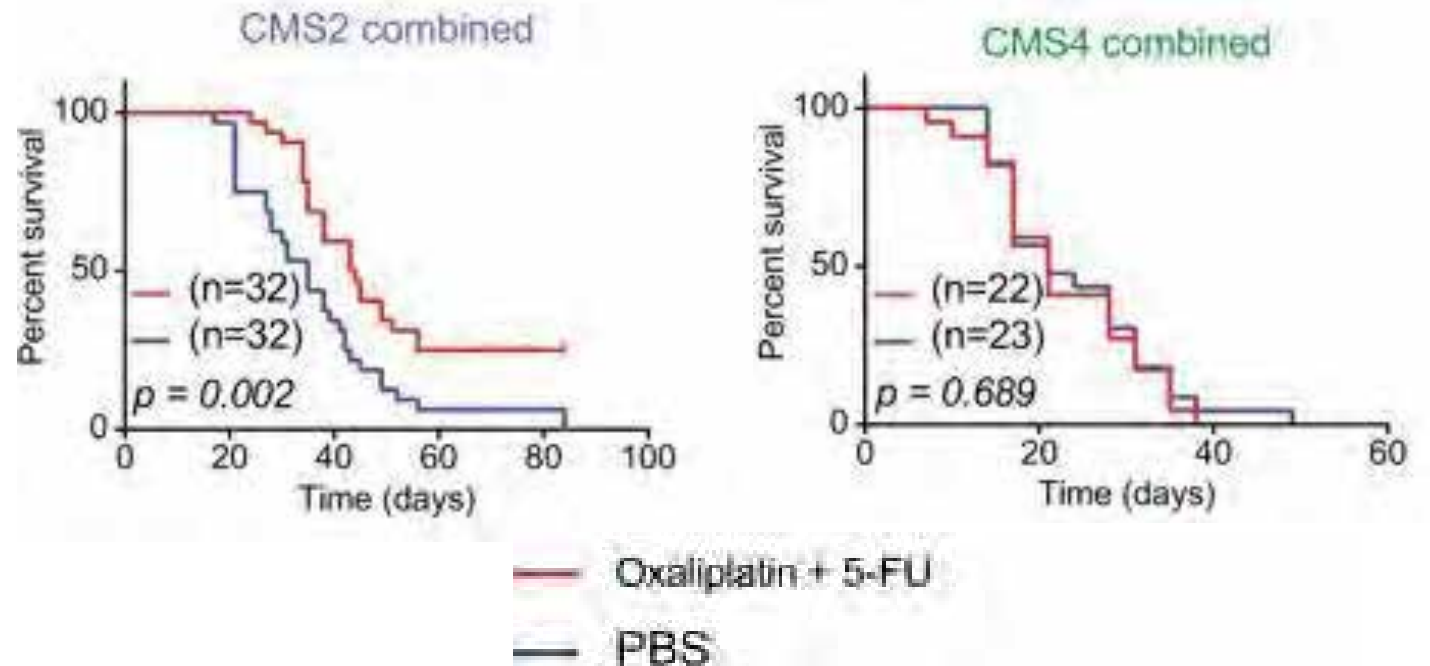 CMS2 combined
100
50
0
Percent survival
(n=32)
(n=32)
p = 0.002
0 20 40 60 80 100
Time (days)
CMS4 combined
100
50
0
Percent survival
(n=22)
(n=23)
p = 0.689
0 20 40 60
Time (days)
Oxaliplatin + 5-FU
PBS